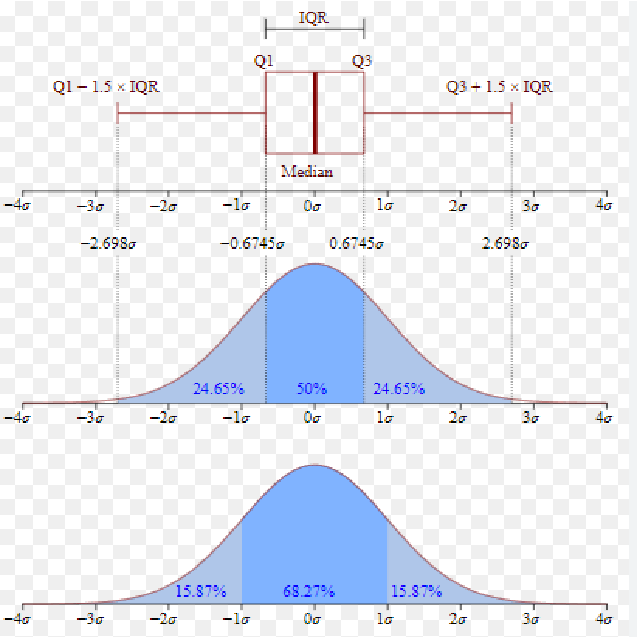 IQR
Q1 Q3
Q1 − 1.5 × IQR Q3 + 1.5 × IQR
Median
−4σ −3σ −2σ −1σ 0σ 1σ 2σ 3σ 4σ
−2.698σ −0.6745σ 0.6745σ 2.698σ
24.65% 50% 24.65%
−4σ −3σ −2σ −1σ 0σ 1σ 2σ 3σ 4σ
15.87% 68.27% 15.87%
−4σ −3σ −2σ −1σ 0σ 1σ 2σ 3σ 4σ